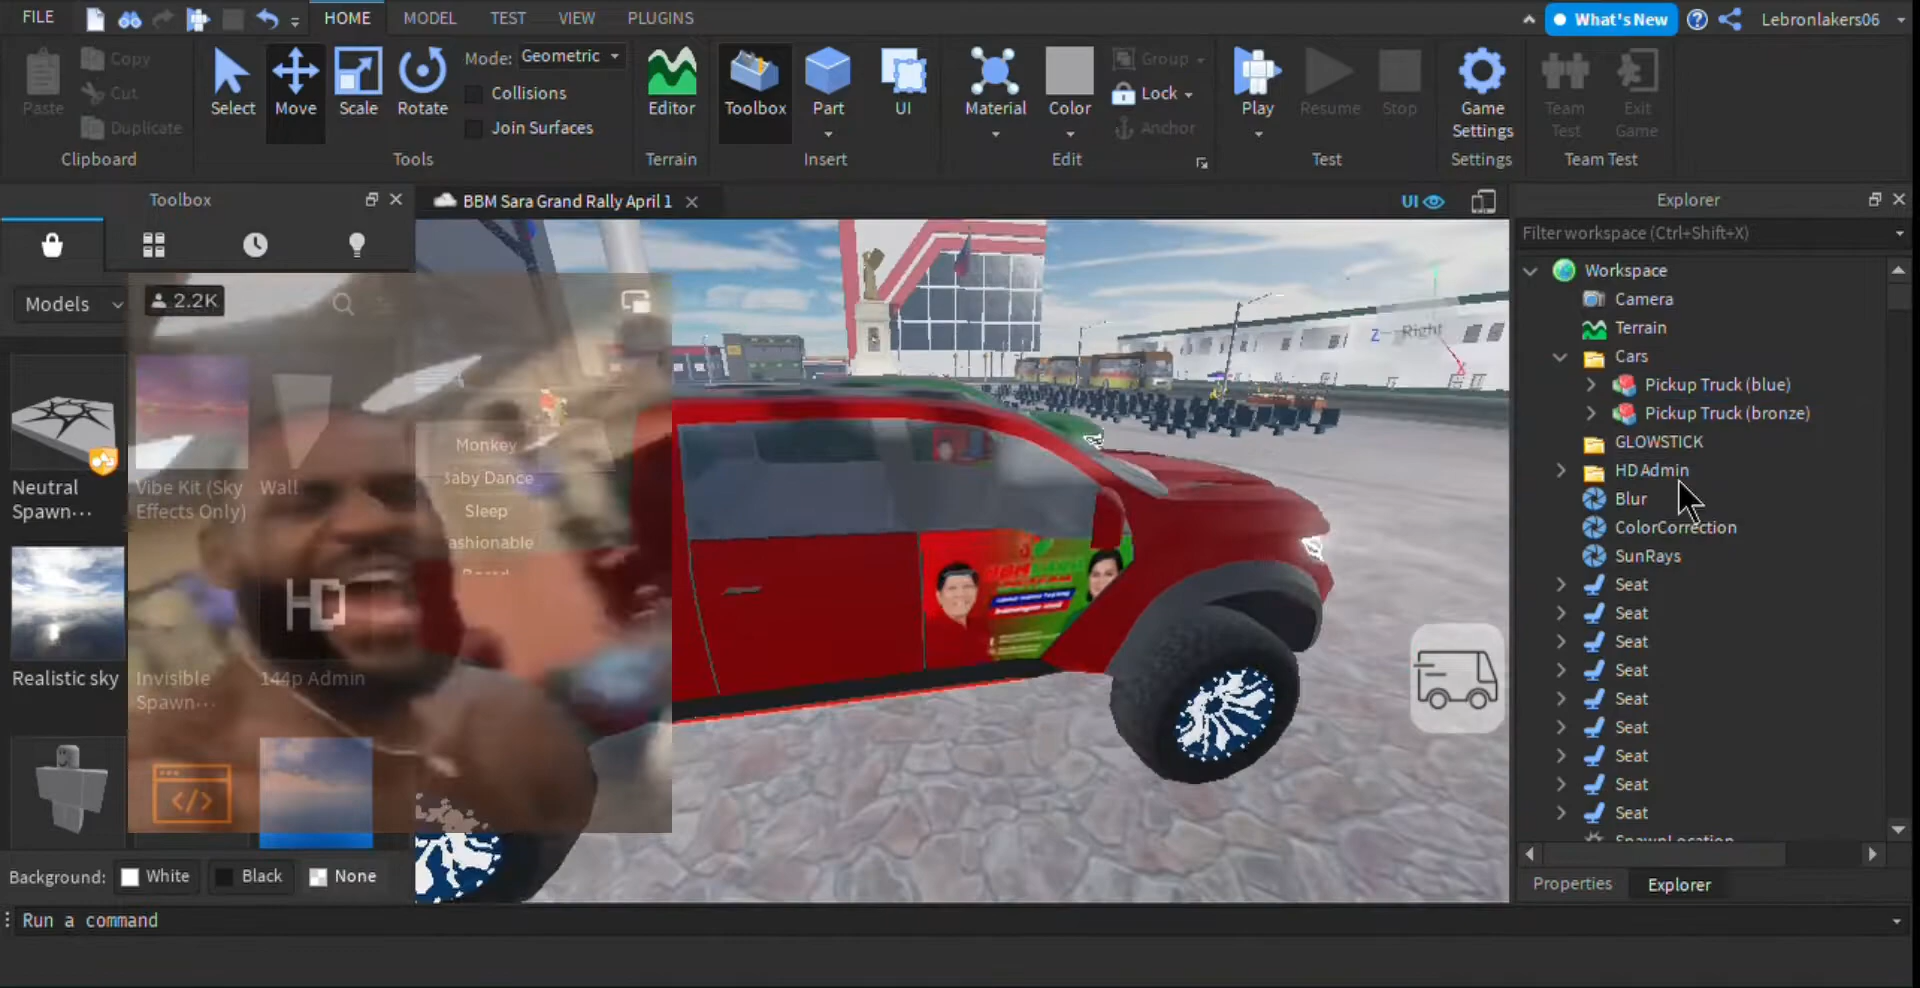 FILE
HOME
MODEL
TEST
VIEW
PLUGINS
What's New
Lebronlakers06
Paste
Copy
Cut
Duplicate
Clipboard
Select
Move
Scale
Rotate
Mode: Geometric
Collisions
Join Surfaces
Tools
Editor
Terrain
Toolbox
Part
UI
Insert
Material
Color
Group
Lock
Anchor
Edit
Play
Resume
Stop
Test
Game
Settings
Settings
Team
Test
Exit
Game
Team Test
Toolbox
BBM Sara Grand Rally April 1
UI
Explorer
Filter workspace (Ctrl+Shift+X)
Models
2.2K
Neutral
Spawn...
Vibe Kit (Sky
Effects Only)
Wall
Realistic sky
HD
Invisible
Spawn...
144p Admin
Monkey
Baby Dance
Sleep
ashionable
Z
Right
Workspace
Camera
Terrain
Cars
Pickup Truck (blue)
Pickup Truck (bronze)
GLOWSTICK
HD Admin
Blur
ColorCorrection
SunRays
Seat
Seat
Seat
Seat
Seat
Seat
Seat
Seat
Seat
SpawnLocation
Background:
White
Black
None
Properties
Explorer
Run a command